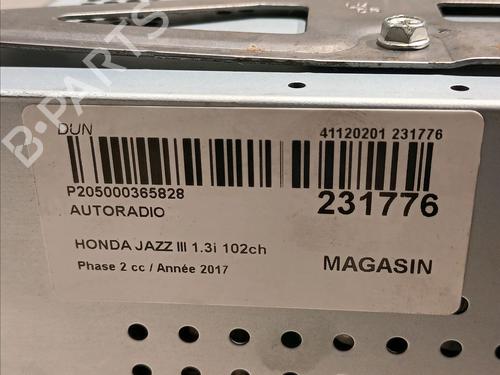 B-PARTS
DUN
41120201 231776
P205000365828
231776
AUTORADIO
HONDA JAZZ III 1.3i 102ch
Phase 2 cc / Année 2017
MAGASIN